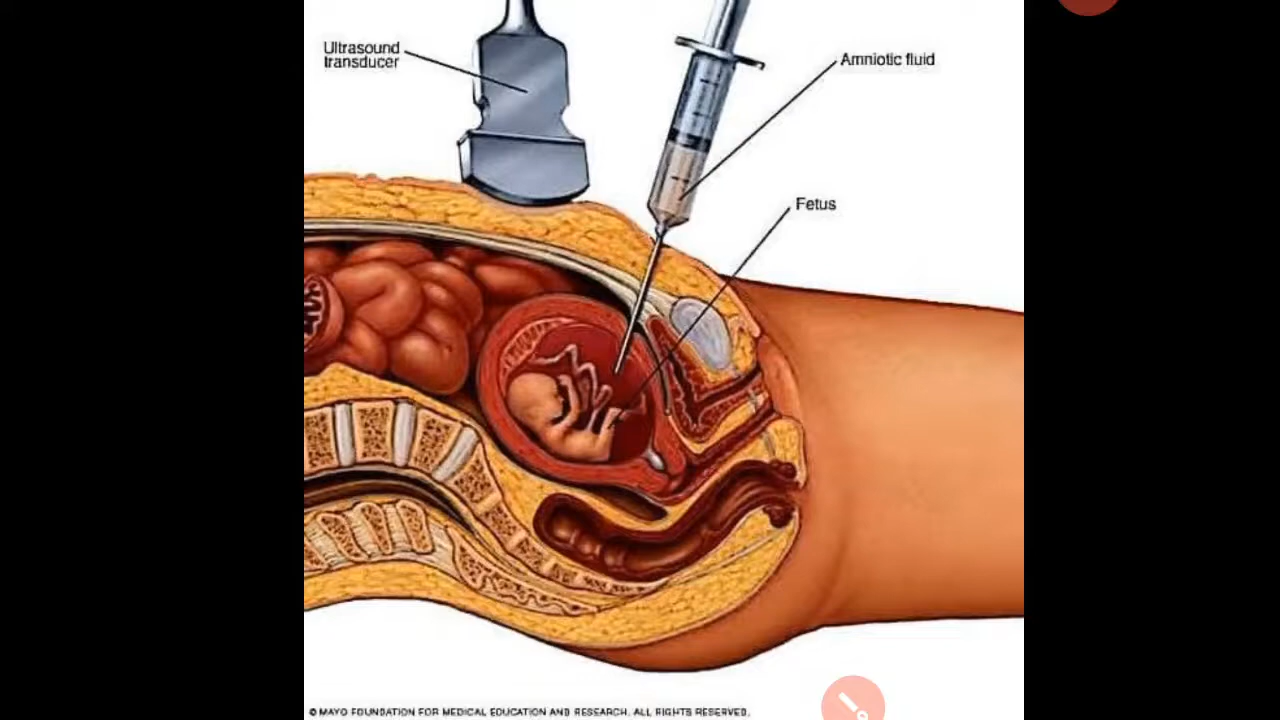 Ultrasound
transducer
Amniotic fluid
Fetus
© MAYO FOUNDATION FOR MEDICAL EDUCATION AND RESEARCH. ALL RIGHTS RESERVED.